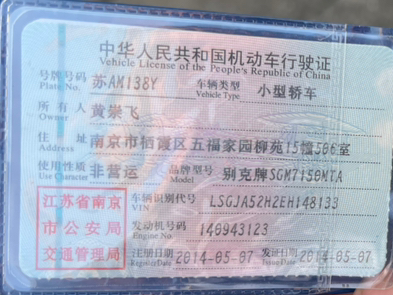 中华人民共和国机动车行驶证
Vehicle License of the People's Republic of China
号牌号码 苏AM138Y 车辆类型 小型轿车
Plate No. Vehicle Type
所有人 黄崇飞
Owner
住址 南京市栖霞区五福家园柳苑15幢506室
Address
使用性质 非营运 品牌型号 别克牌SGM7150MTA
Use Character Model
江苏省南京 车辆识别代号 LSGJA52H2EH148133
VIN
市公安局 发动机号码 140943123
Engine No.
交通管理局 注册日期 2014-05-07 发证日期 2014-05-07
Register Date Issue Date